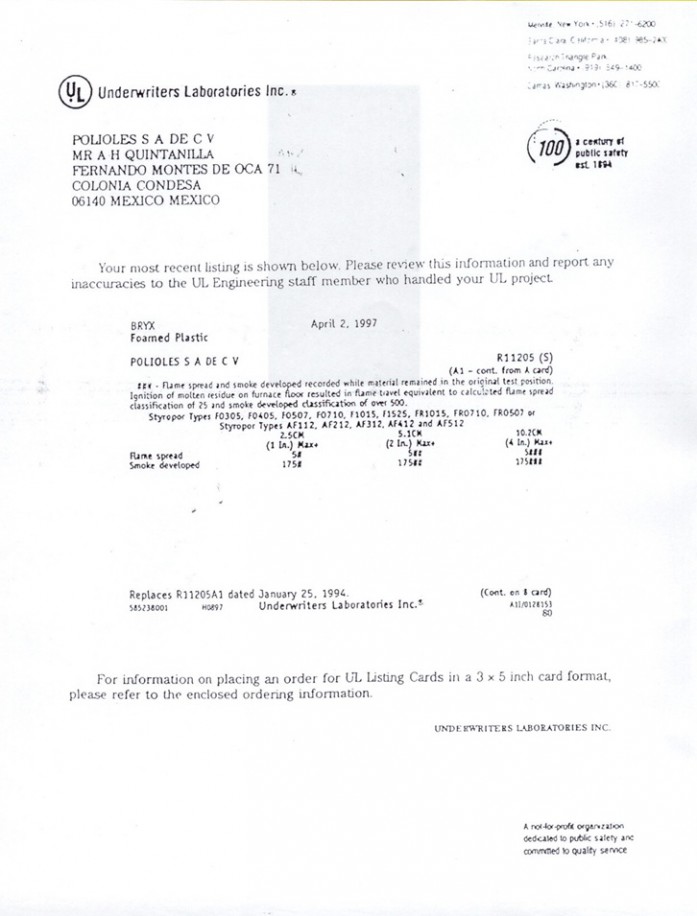 Melville, New York • (516) 271-6200
Santa Clara, California • (408) 985-2400
Research Triangle Park,
North Carolina • (919) 549-1400
Camas, Washington • (360) 817-5500
UL Underwriters Laboratories Inc.®
100 a century of
public safety
est. 1894
POLIOLES S A DE C V
MR A H QUINTANILLA
FERNANDO MONTES DE OCA 71
COLONIA CONDESA
06140 MEXICO MEXICO
Your most recent listing is shown below. Please review this information and report any
inaccuracies to the UL Engineering staff member who handled your UL project.
BRYX April 2, 1997
Foamed Plastic
POLIOLES S A DE C V R11205 (S)
(A1 - cont. from A card)
### - Flame spread and smoke developed recorded while material remained in the original test position.
Ignition of molten residue on furnace floor resulted in flame travel equivalent to calculated flame spread
classification of 25 and smoke developed classification of over 500.
Styropor Types F0305, F0405, F0507, F0710, F1015, F1525, FR1015, FR0710, FR0507 or
Styropor Types AF112, AF212, AF312, AF412 and AF512
2.5CM 5.1CM 10.2CM
(1 In.) Max+ (2 In.) Max+ (4 In.) Max+
Flame spread 5# 5## 5###
Smoke developed 175# 175## 175###
Replaces R11205A1 dated January 25, 1994. (Cont. on B card)
585238001 H0897 Underwriters Laboratories Inc.® A11/0128153
80
For information on placing an order for UL Listing Cards in a 3 × 5 inch card format,
please refer to the enclosed ordering information.
UNDERWRITERS LABORATORIES INC.
A not-for-profit organization
dedicated to public safety and
committed to quality service